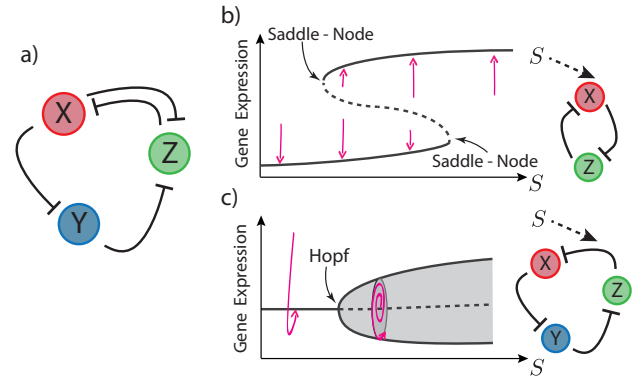 a)
X
Z
Y
b)
Saddle - Node
Gene Expression
Saddle - Node
S
S
X
Z
c)
Hopf
Gene Expression
S
S
X
Z
Y